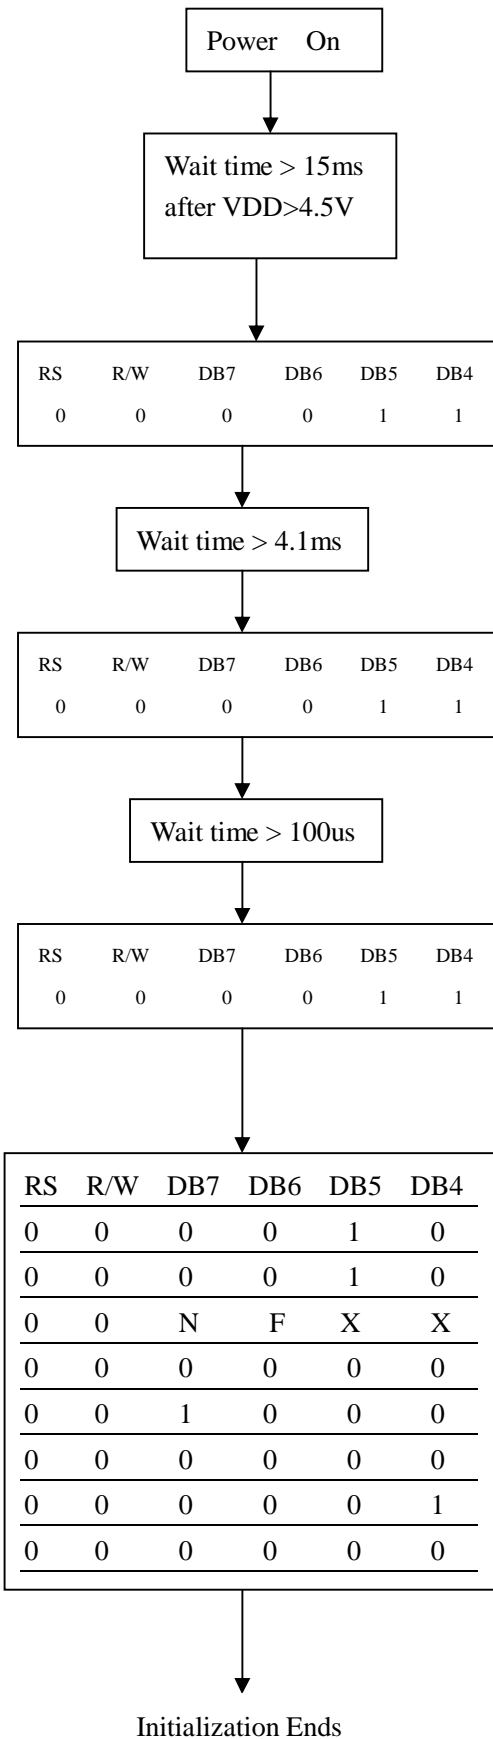 Power On
Wait time > 15ms
after VDD>4.5V
RS R/W DB7 DB6 DB5 DB4
0 0 0 0 1 1
Wait time > 4.1ms
RS R/W DB7 DB6 DB5 DB4
0 0 0 0 1 1
Wait time > 100us
RS R/W DB7 DB6 DB5 DB4
0 0 0 0 1 1
RS R/W DB7 DB6 DB5 DB4
0 0 0 0 1 0
0 0 0 0 1 0
0 0 N F X X
0 0 0 0 0 0
0 0 1 0 0 0
0 0 0 0 0 0
0 0 0 0 0 1
0 0 0 0 0 0
Initialization Ends